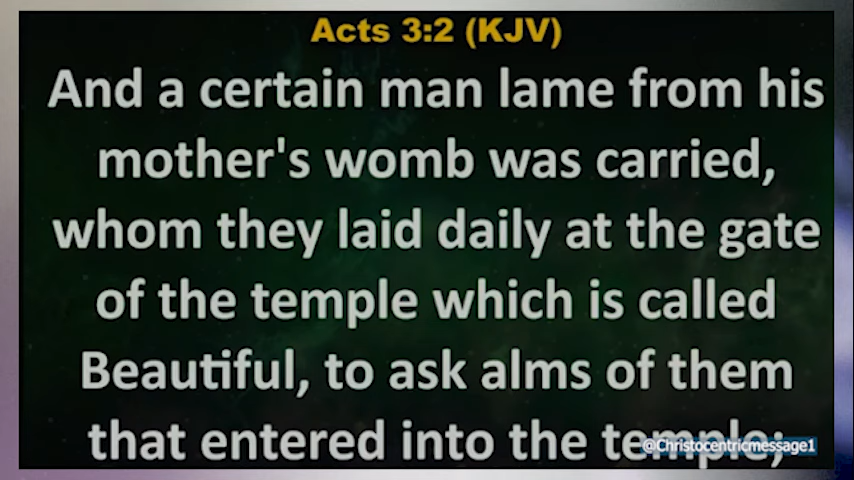 Acts 3:2 (KJV)
And a certain man lame from his
mother's womb was carried,
whom they laid daily at the gate
of the temple which is called
Beautiful, to ask alms of them
that entered into the temple;
@Christocentricmessage1